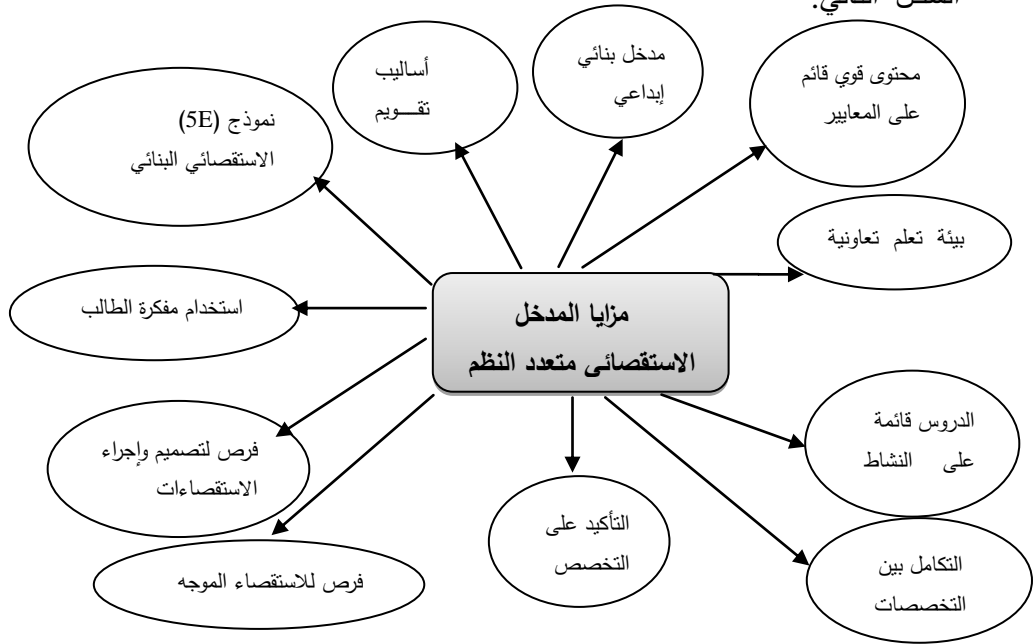 التالي:
مدخل بنائي
إبداعي
محتوى قوي قائم
على المعايير
أساليب
تقـــويم
نموذج (5E)
الاستقصائي البنائي
بيئة تعلم تعاونية
مزايا المدخل
الاستقصائى متعدد النظم
استخدام مفكرة الطالب
الدروس قائمة
على النشاط
فرص لتصميم وإجراء
الاستقصاءات
التأكيد على
التخصص
التكامل بين
التخصصات
فرص للاستقصاء الموجه